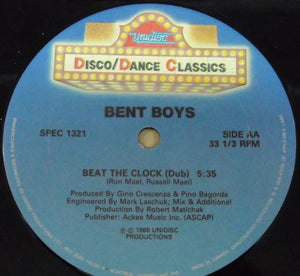 Unidisc
DISCO/DANCE CLASSICS
BENT BOYS
SPEC 1321
SIDE AA
33 1/3 RPM
BEAT THE CLOCK (Dub) 5:35
(Ron Mael, Russell Mael)
Produced By Gino Crescenza & Pino Bagorda
Engineered By Mark Laschuk; Mix & Additional
Production By Robert Matichak
Publisher: Ackee Music Inc. (ASCAP)
© 1986 UNIDISC
PRODUCTIONS